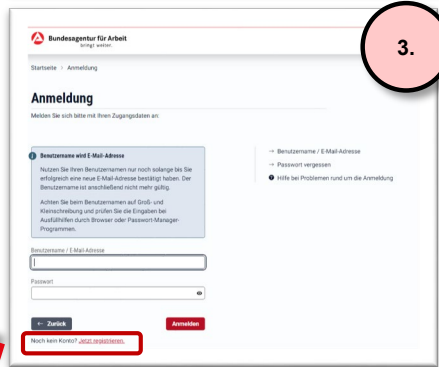 Bundesagentur für Arbeit
bringt weiter.
3.
Startseite > Anmeldung
Anmeldung
Melden Sie sich bitte mit Ihren Zugangsdaten an:
Benutzername wird E-Mail-Adresse
Nutzen Sie Ihren Benutzernamen nur noch solange bis Sie
erfolgreich eine neue E-Mail-Adresse bestätigt haben. Der
Benutzername ist anschließend nicht mehr gültig.
Achten Sie beim Benutzernamen auf Groß- und
Kleinschreibung und prüfen Sie die Eingaben bei
Ausfüllhilfen durch Browser oder Passwort-Manager-
Programmen.
→ Benutzername / E-Mail-Adresse
→ Passwort vergessen
Hilfe bei Problemen rund um die Anmeldung
Benutzername / E-Mail-Adresse
Passwort
← Zurück
Anmelden
Noch kein Konto? Jetzt registrieren.